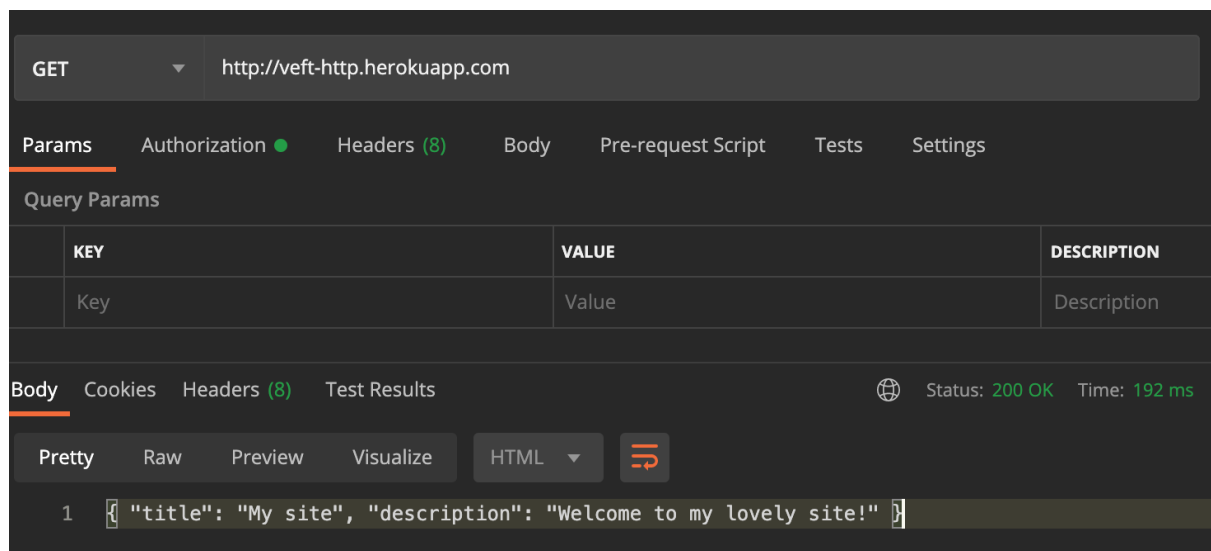 GET http://veft-http.herokuapp.com
Params Authorization Headers (8) Body Pre-request Script Tests Settings
Query Params
KEY VALUE DESCRIPTION
Key Value Description
Body Cookies Headers (8) Test Results Status: 200 OK Time: 192 ms
Pretty Raw Preview Visualize HTML
1 { "title": "My site", "description": "Welcome to my lovely site!" }